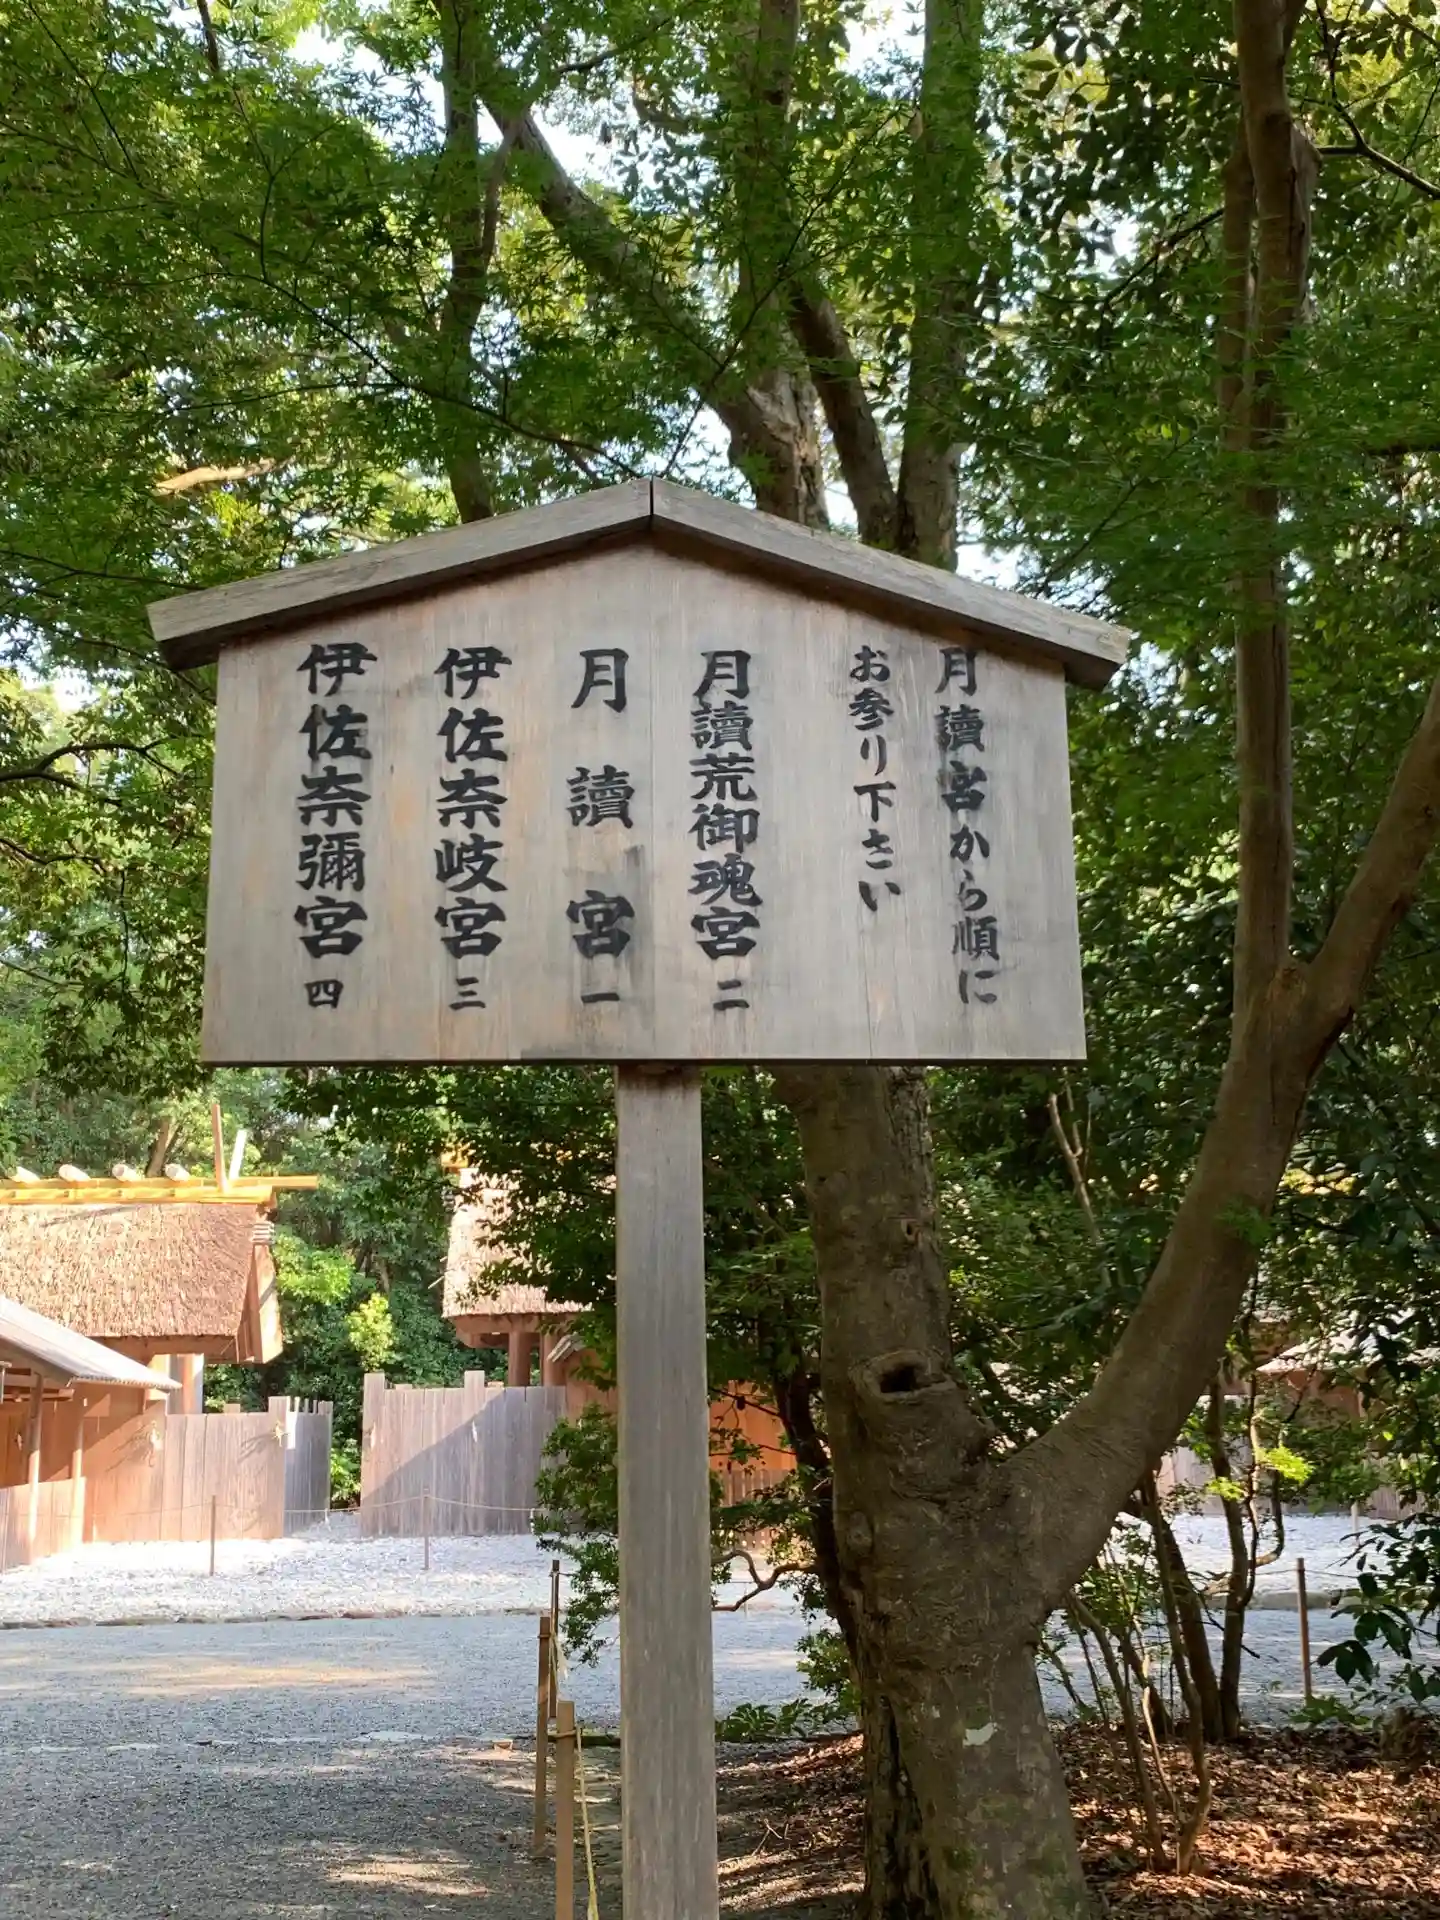 月讀宮から順に
お参り下さい
月讀荒御魂宮 二
月讀宮 一
伊佐奈岐宮 三
伊佐奈彌宮 四